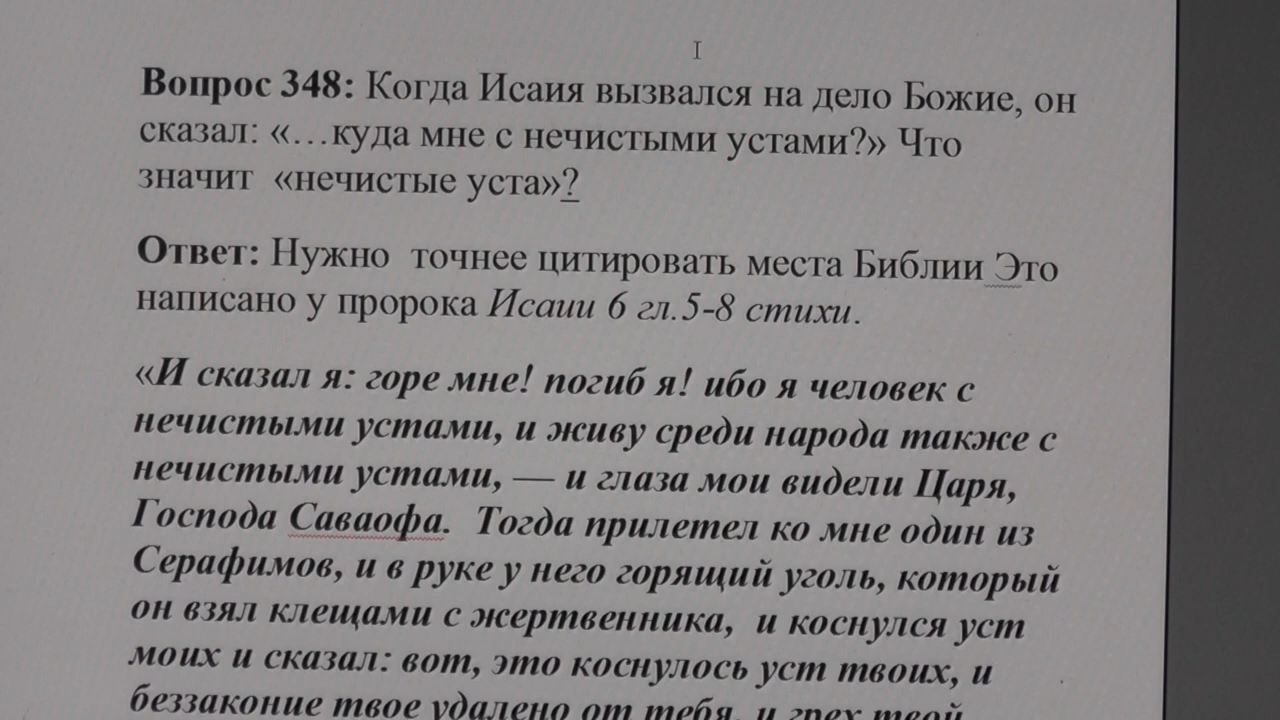 Вопрос 348: Когда Исаия вызвался на дело Божие, он
сказал: «…куда мне с нечистыми устами?» Что
значит «нечистые уста»?
Ответ: Нужно точнее цитировать места Библии Это
написано у пророка Исаии 6 гл.5-8 стихи.
«И сказал я: горе мне! погиб я! ибо я человек с
нечистыми устами, и живу среди народа также с
нечистыми устами, — и глаза мои видели Царя,
Господа Саваофа. Тогда прилетел ко мне один из
Серафимов, и в руке у него горящий уголь, который
он взял клещами с жертвенника, и коснулся уст
моих и сказал: вот, это коснулось уст твоих, и
беззаконие твое удалено от тебя, и грех твой